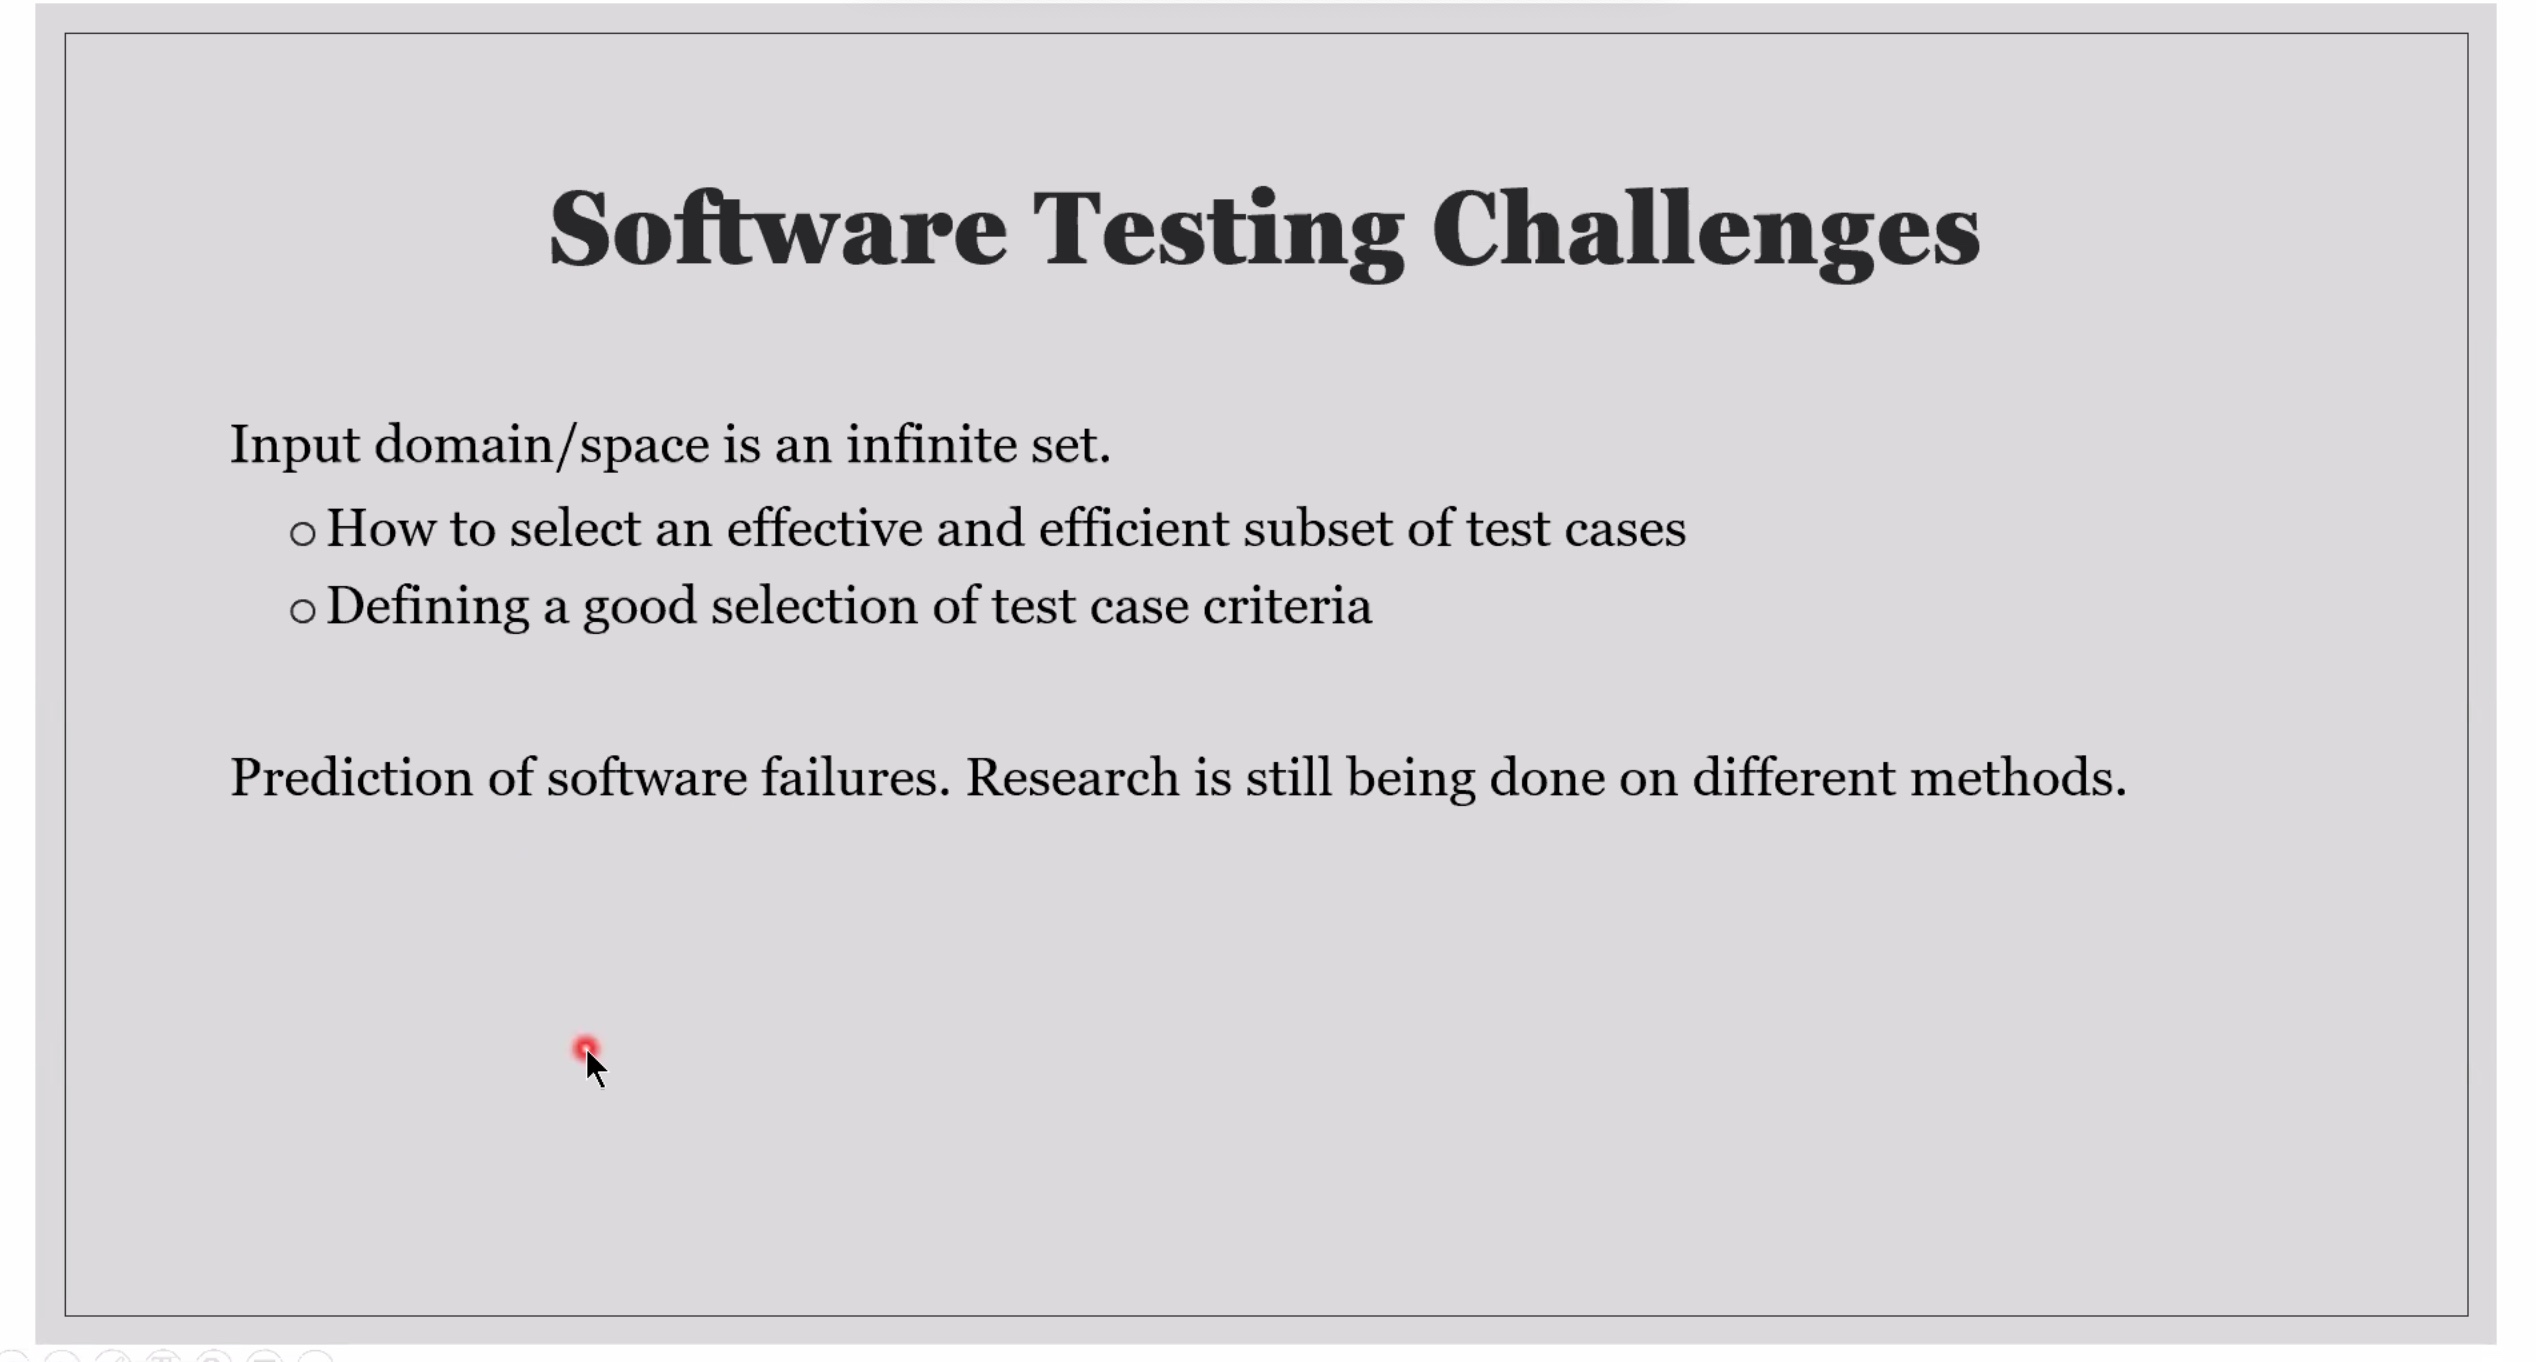 Software Testing Challenges
Input domain/space is an infinite set.
○ How to select an effective and efficient subset of test cases
○ Defining a good selection of test case criteria
Prediction of software failures. Research is still being done on different methods.